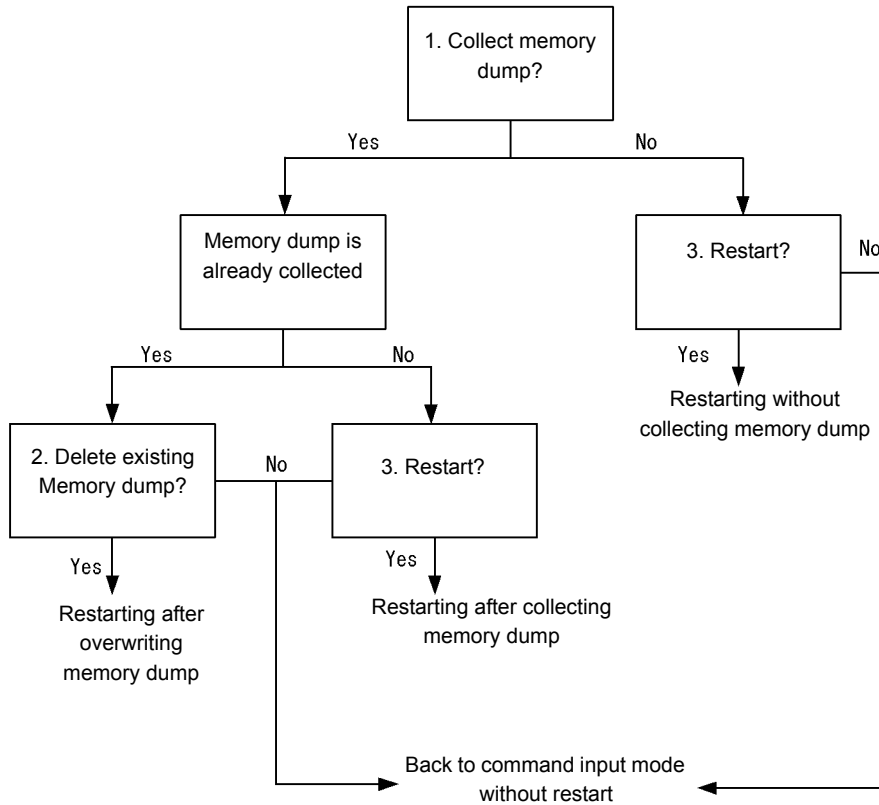 1. Collect memory
dump?
Yes
No
Memory dump is
already collected
3. Restart?
No
Yes
No
Yes
Restarting without
collecting memory dump
2. Delete existing
Memory dump?
No
3. Restart?
Yes
Yes
Restarting after
overwriting
memory dump
Restarting after collecting
memory dump
Back to command input mode
without restart